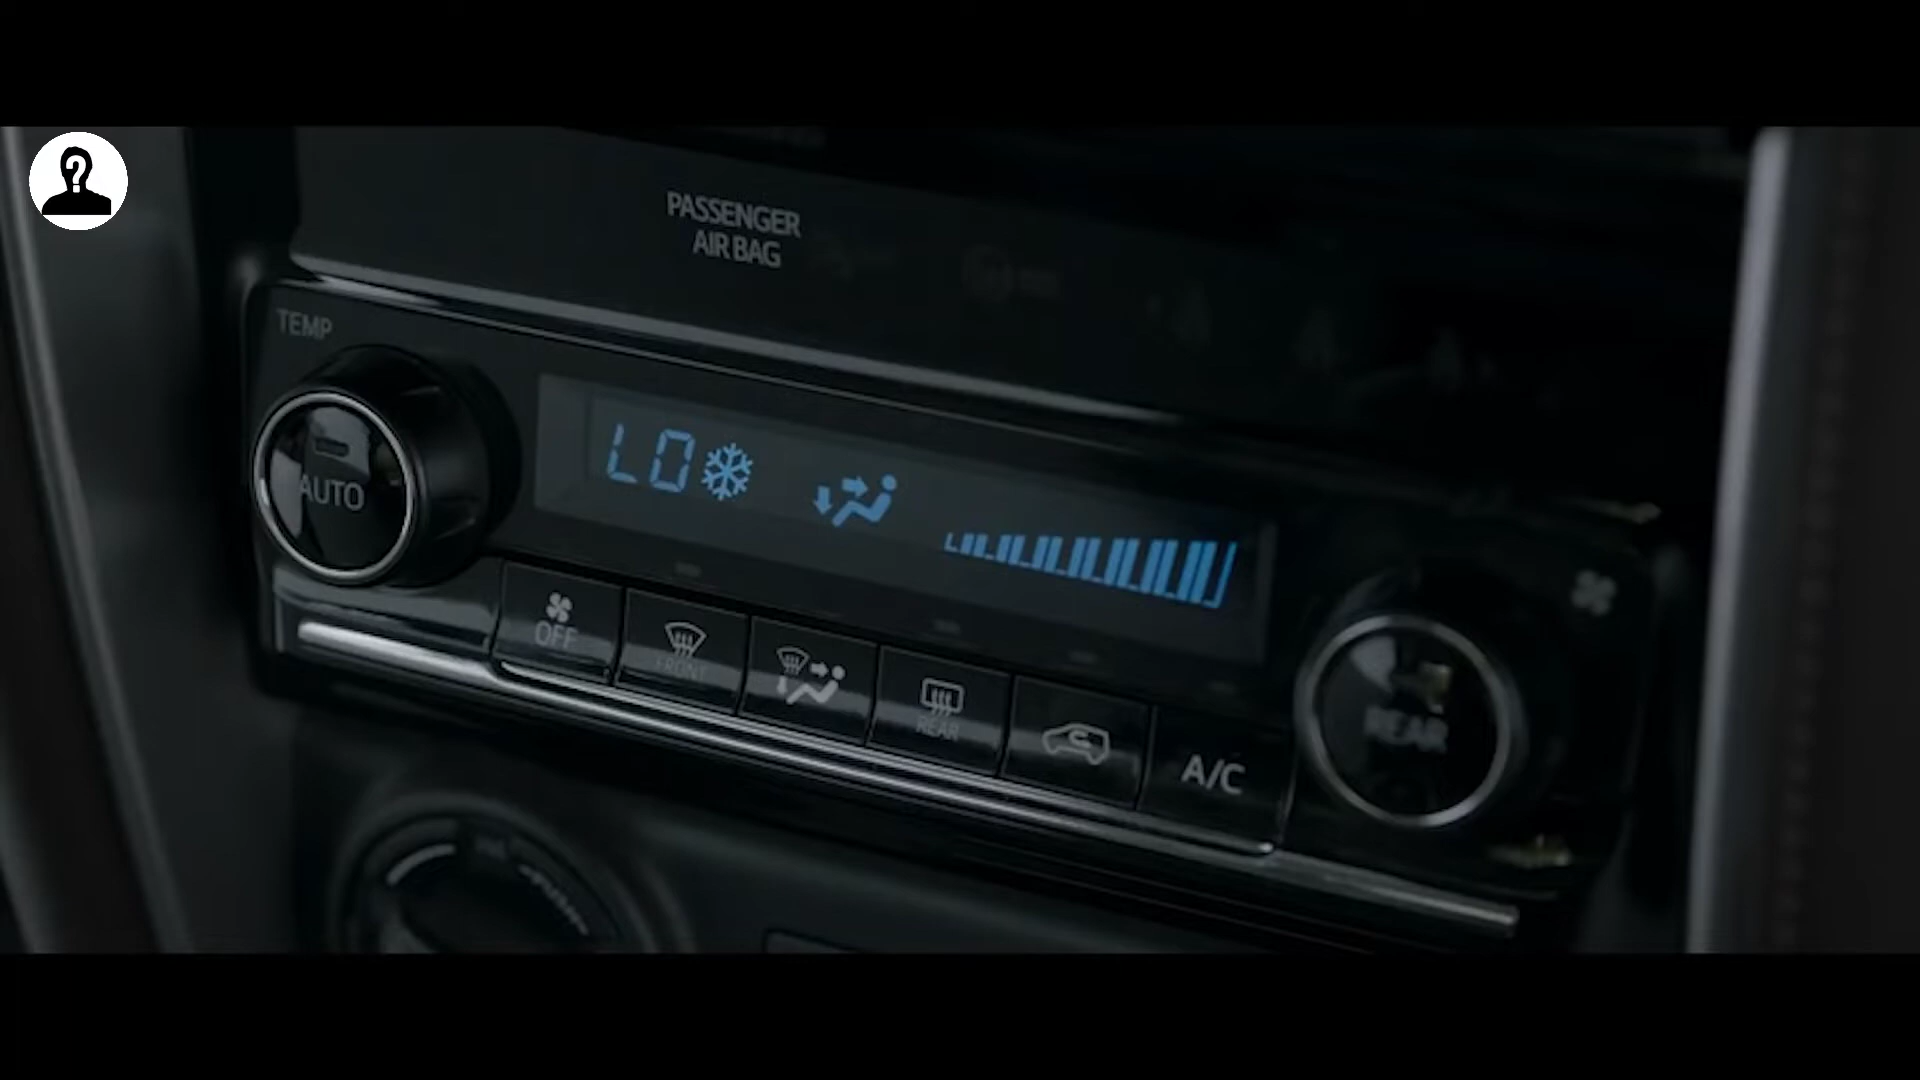 ?
PASSENGER
AIR BAG
TEMP
AUTO
LO
OFF
FRONT
REAR
A/C
REAR